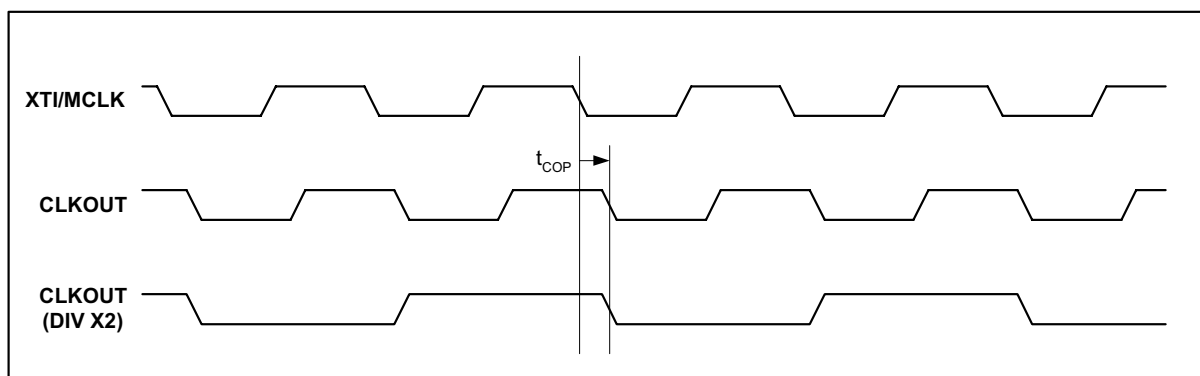 XTI/MCLK
tCOP
CLKOUT
CLKOUT
(DIV X2)